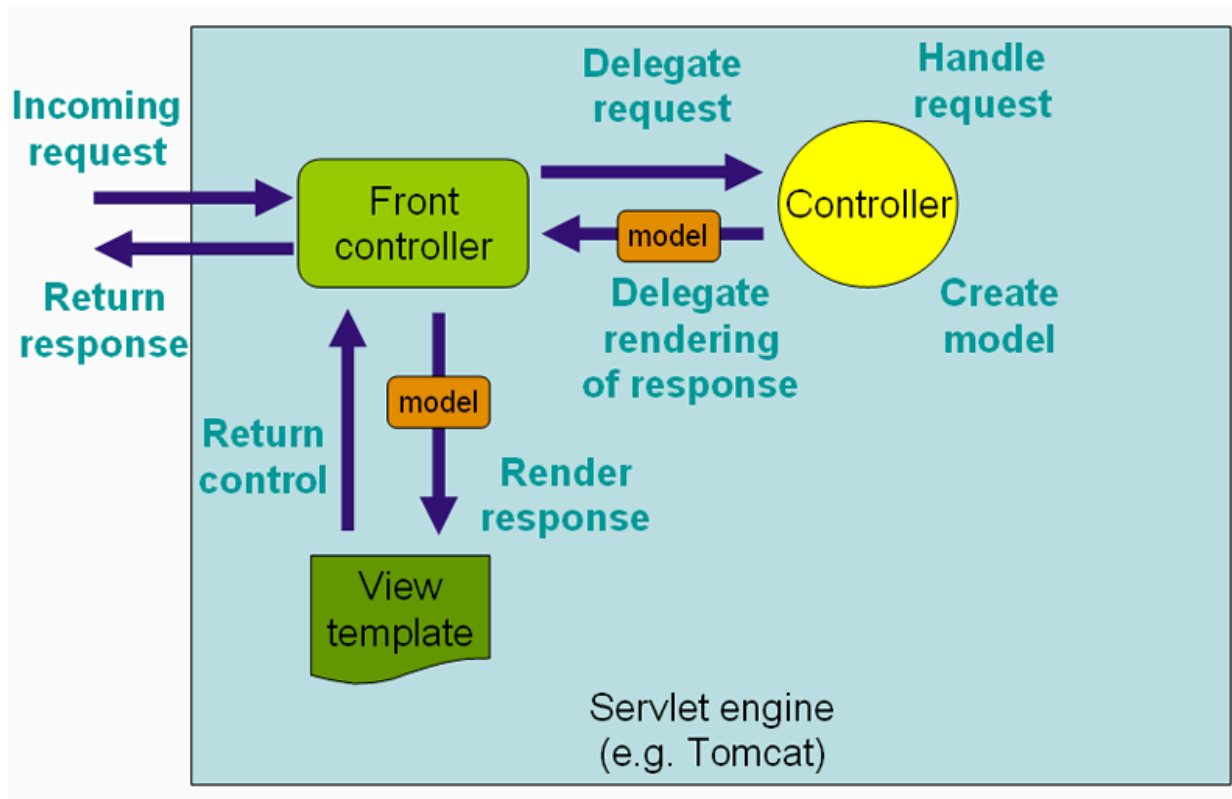 Incoming
request
Return
response
Front
controller
Delegate
request
Handle
request
Controller
model
Delegate
rendering
of response
Create
model
Return
control
model
Render
response
View
template
Servlet engine
(e.g. Tomcat)